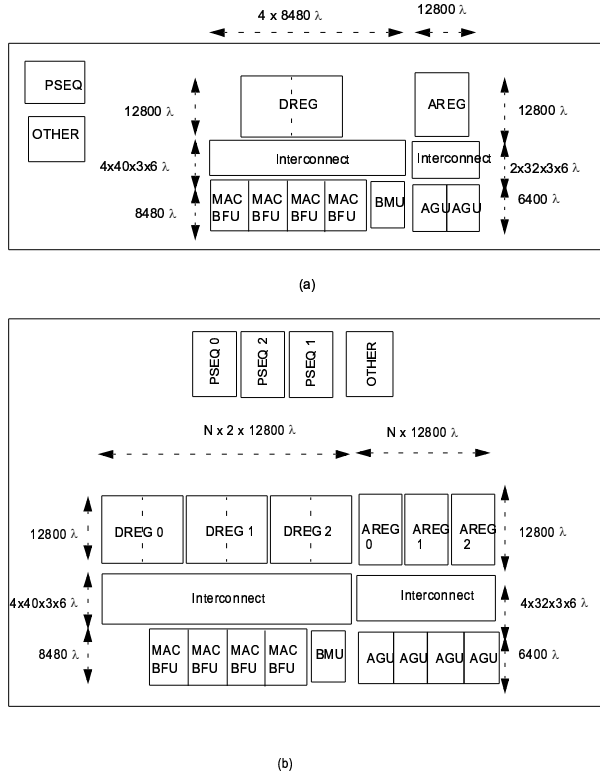 4 x 8480 λ
12800 λ
PSEQ
OTHER
12800 λ
DREG
AREG
12800 λ
4x40x3x6 λ
Interconnect
Interconnect
2x32x3x6 λ
8480 λ
MAC BFU
MAC BFU
MAC BFU
MAC BFU
BMU
AGU
AGU
6400 λ
(a)
PSEQ 0
PSEQ 2
PSEQ 1
OTHER
N x 2 x 12800 λ
N x 12800 λ
12800 λ
DREG 0
DREG 1
DREG 2
AREG 0
AREG 1
AREG 2
12800 λ
4x40x3x6 λ
Interconnect
Interconnect
4x32x3x6 λ
8480 λ
MAC BFU
MAC BFU
MAC BFU
MAC BFU
BMU
AGU
AGU
AGU
AGU
6400 λ
(b)